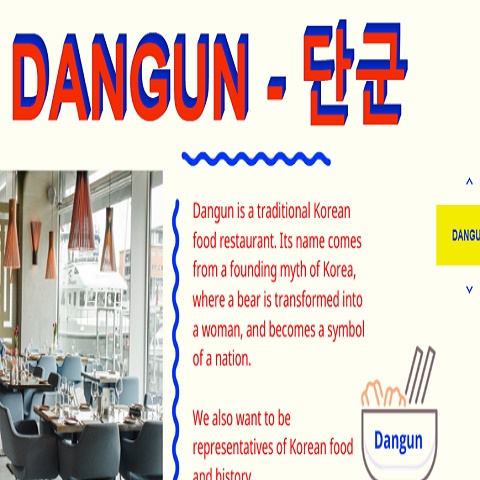 DANGUN - 단군
Dangun is a traditional Korean
food restaurant. Its name comes
from a founding myth of Korea,
where a bear is transformed into
a woman, and becomes a symbol
of a nation.
We also want to be
representatives of Korean food
and history
Dangun
DANGU